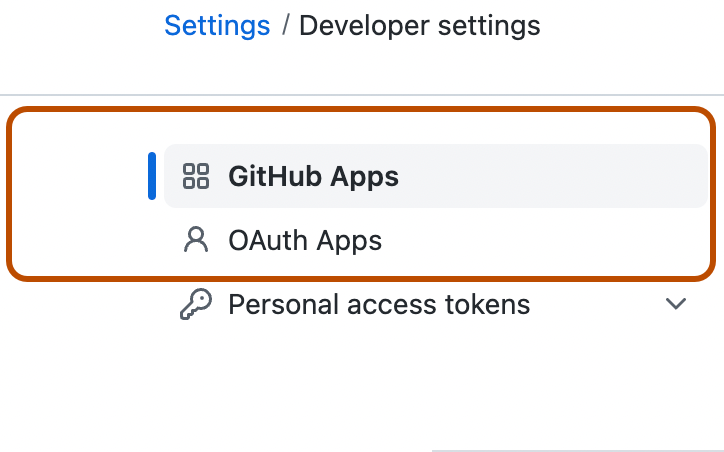 Settings / Developer settings
GitHub Apps
OAuth Apps
Personal access tokens